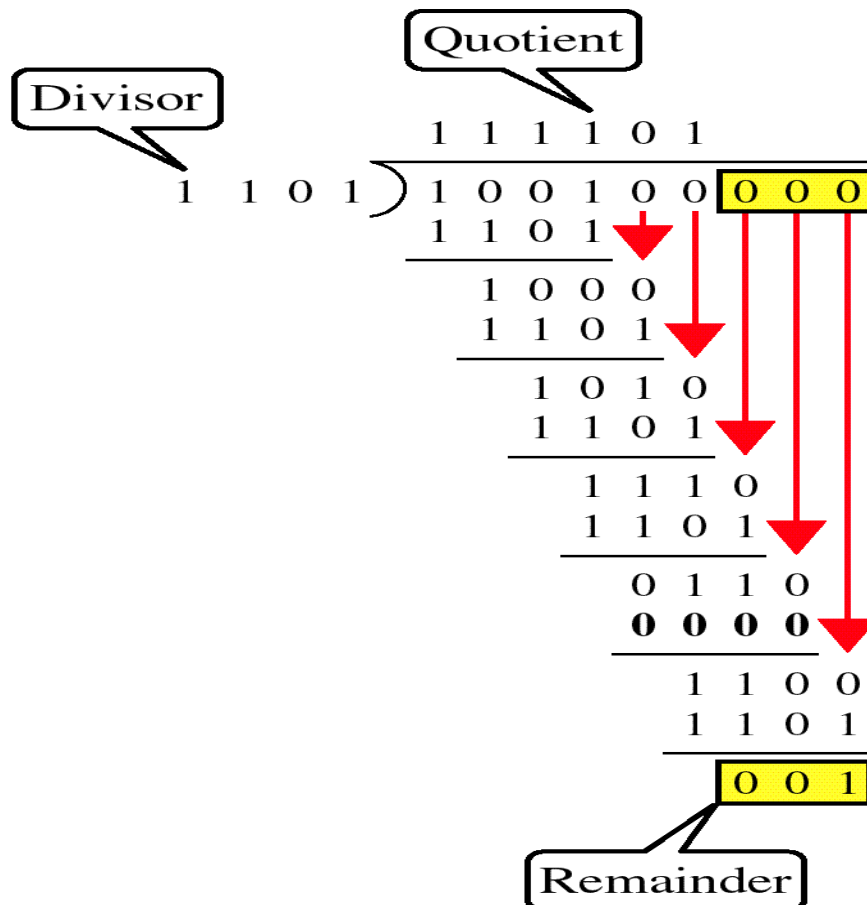 Quotient
Divisor
1 1 1 1 0 1
1 1 0 1 1 0 0 1 0 0 0 0 0
1 1 0 1
1 0 0 0
1 1 0 1
1 0 1 0
1 1 0 1
1 1 1 0
1 1 0 1
0 1 1 0
0 0 0 0
1 1 0 0
1 1 0 1
0 0 1
Remainder